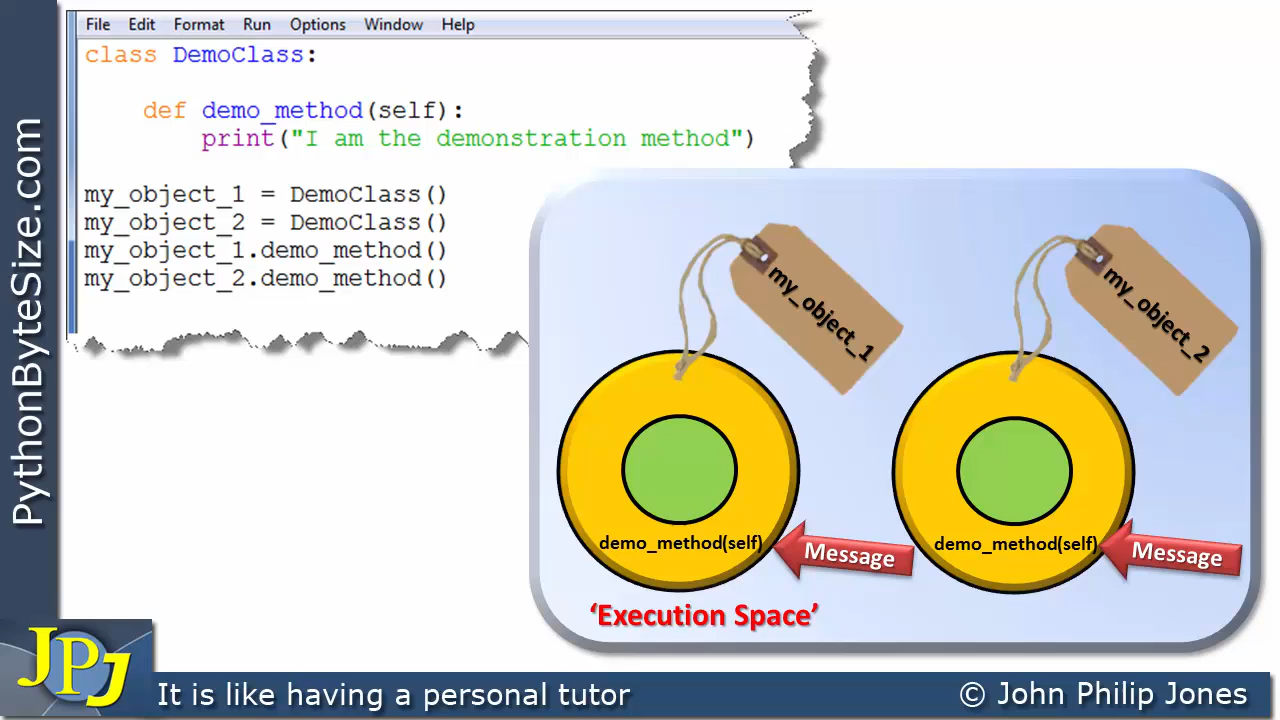 PythonByteSize.com
File Edit Format Run Options Window Help
class DemoClass:
def demo_method(self):
print("I am the demonstration method")
my_object_1 = DemoClass()
my_object_2 = DemoClass()
my_object_1.demo_method()
my_object_2.demo_method()
my_object_1
my_object_2
demo_method(self)
Message
demo_method(self)
Message
‘Execution Space’
JPJ
It is like having a personal tutor
© John Philip Jones